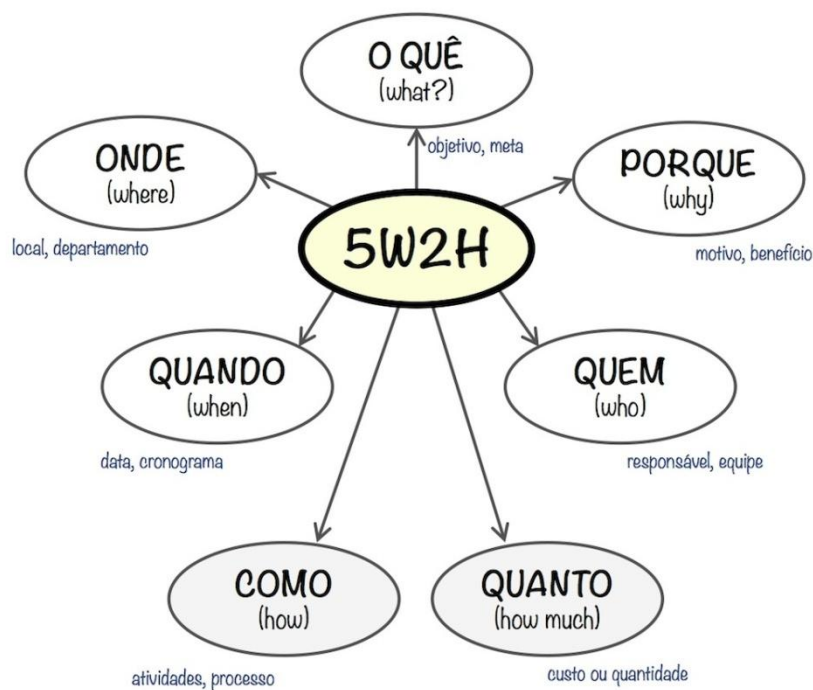 O QUÊ
(what?)
objetivo, meta
ONDE
(where)
local, departamento
PORQUE
(why)
motivo, benefício
5W2H
QUANDO
(when)
data, cronograma
QUEM
(who)
responsável, equipe
COMO
(how)
atividades, processo
QUANTO
(how much)
custo ou quantidade